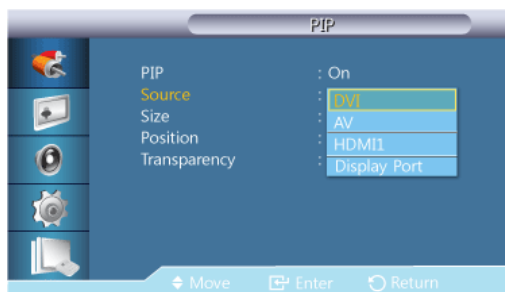 PIP
PIP : On
Source : DVI
Size : AV
Position : HDMI1
Transparency : Display Port
Move Enter Return